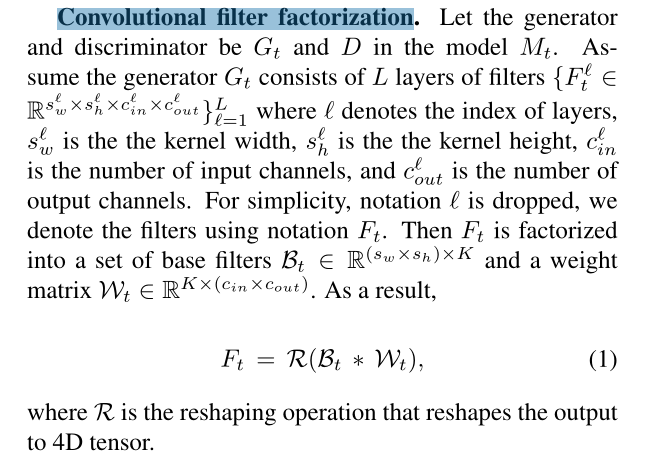 Convolutional filter factorization. Let the generator
and discriminator be $G_t$ and $D$ in the model $M_t$. As-
sume the generator $G_t$ consists of $L$ layers of filters $\{F_t^\ell \in$
$\mathbb{R}^{s_w^\ell \times s_h^\ell \times c_{in}^\ell \times c_{out}^\ell}\}_{\ell=1}^L$ where $\ell$ denotes the index of layers,
$s_w^\ell$ is the the kernel width, $s_h^\ell$ is the the kernel height, $c_{in}^\ell$
is the number of input channels, and $c_{out}^\ell$ is the number of
output channels. For simplicity, notation $\ell$ is dropped, we
denote the filters using notation $F_t$. Then $F_t$ is factorized
into a set of base filters $\mathcal{B}_t \in \mathbb{R}^{(s_w \times s_h) \times K}$ and a weight
matrix $\mathcal{W}_t \in \mathbb{R}^{K \times (c_{in} \times c_{out})}$. As a result,
$F_t = \mathcal{R}(\mathcal{B}_t * \mathcal{W}_t),$ (1)
where $\mathcal{R}$ is the reshaping operation that reshapes the output
to 4D tensor.